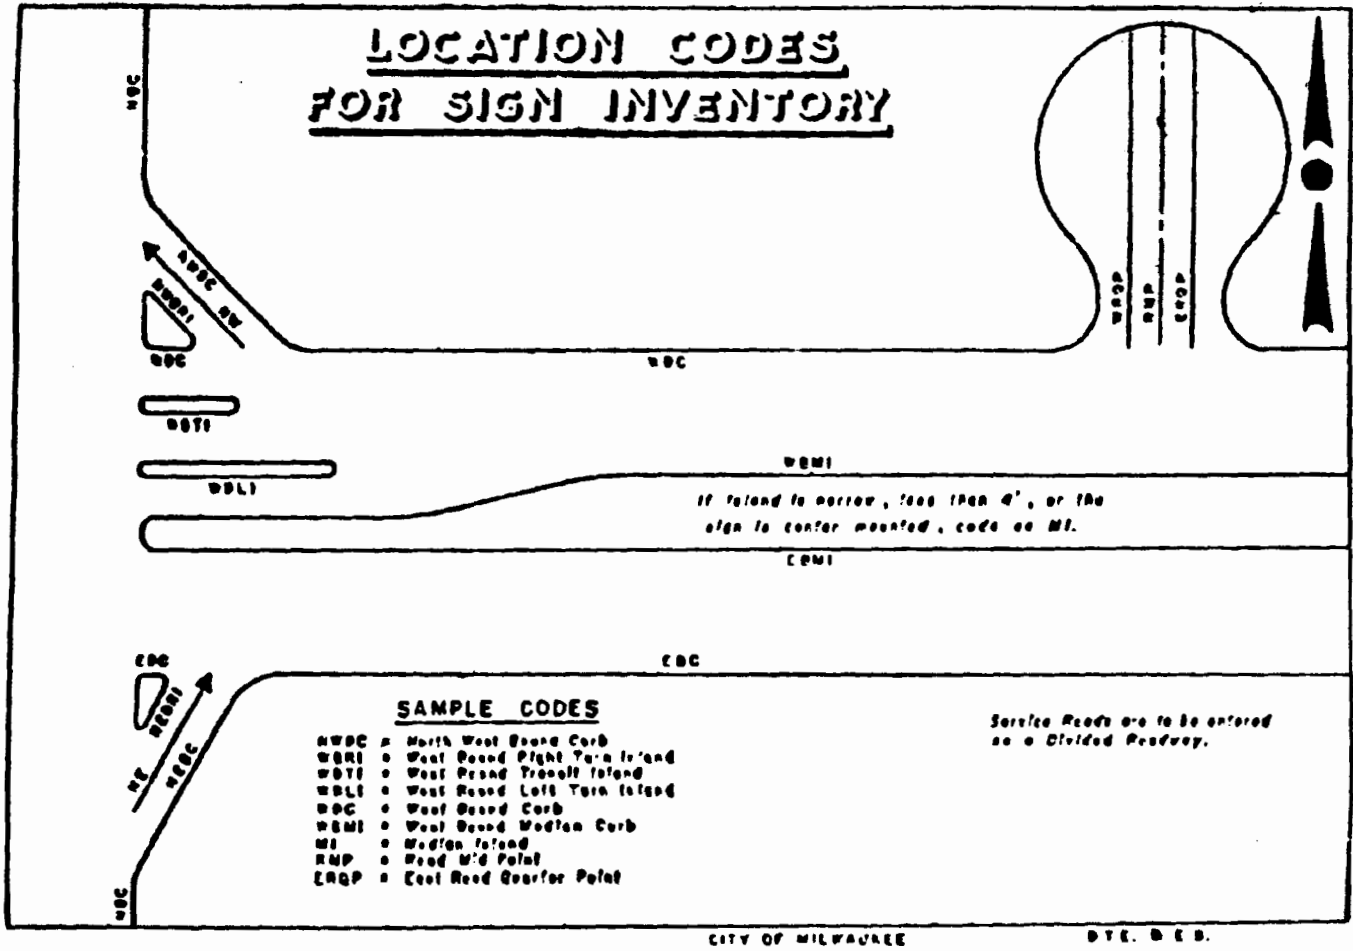 LOCATION CODES
FOR SIGN INVENTORY
NBC
NWBC NW
NWBRI
WBC
WBC
WRQP
RMP
ERQP
WBTI
WBLI
WBMI
If Island is narrow, less than 4', or the
sign is center mounted, code as MI.
EBMI
EBC
EBC
NEBRI
NE
NEBC
NBC
SAMPLE CODES
NWBC = North West Bound Curb
WBRI = West Bound Right Turn Island
WBTI = West Bound Transit Island
WBLI = West Bound Left Turn Island
WBC = West Bound Curb
WBMI = West Bound Median Curb
MI = Median Island
RMP = Road Mid Point
ERQP = East Road Quarter Point
Service Roads are to be entered
as a Divided Roadway.
CITY OF MILWAUKEE